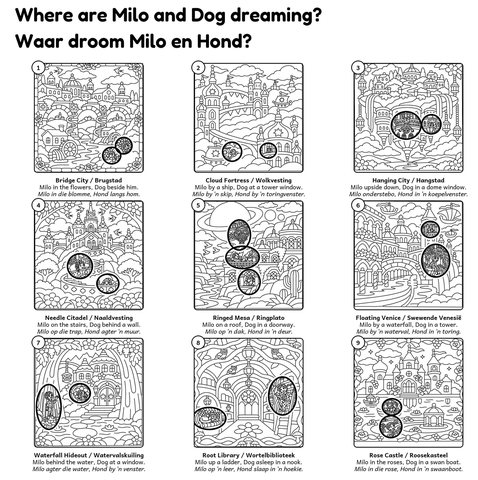 Where are Milo and Dog dreaming?
Waar droom Milo en Hond?
1
Bridge City / Brugstad
Milo in the flowers, Dog beside him.
Milo in die blomme, Hond langs hom.
2
Cloud Fortress / Wolkvesting
Milo by a ship, Dog at a tower window.
Milo by 'n skip, Hond by 'n toringvenster.
3
Hanging City / Hangstad
Milo upside down, Dog in a dome window.
Milo onderstebo, Hond in 'n koepelvenster.
4
Needle Citadel / Naaldvesting
Milo on the stairs, Dog behind a wall.
Milo op die trap, Hond agter 'n muur.
5
Ringed Mesa / Ringplato
Milo on a roof, Dog in a doorway.
Milo op 'n dak, Hond in 'n deur.
6
Floating Venice / Swewende Venesië
Milo by a waterfall, Dog in a tower.
Milo by 'n waterval, Hond in 'n toring.
7
Waterfall Hideout / Watervalskuiling
Milo behind the water, Dog at a window.
Milo agter die water, Hond by 'n venster.
8
Root Library / Wortelbiblioteek
Milo up a ladder, Dog asleep in a nook.
Milo op 'n leer, Hond slaap in 'n hoekie.
9
Rose Castle / Roosekasteel
Milo in the roses, Dog in a swan boat.
Milo in die rose, Hond in 'n swaanboot.